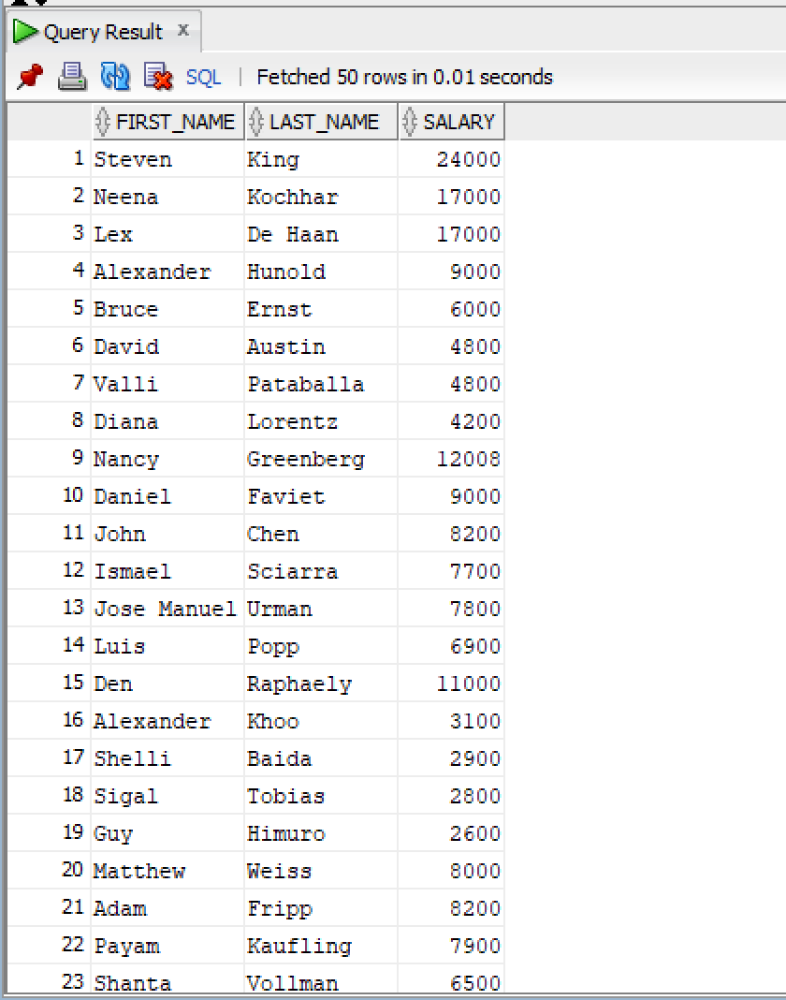 Query Result x
SQL | Fetched 50 rows in 0.01 seconds
FIRST_NAME LAST_NAME SALARY
1 Steven King 24000
2 Neena Kochhar 17000
3 Lex De Haan 17000
4 Alexander Hunold 9000
5 Bruce Ernst 6000
6 David Austin 4800
7 Valli Pataballa 4800
8 Diana Lorentz 4200
9 Nancy Greenberg 12008
10 Daniel Faviet 9000
11 John Chen 8200
12 Ismael Sciarra 7700
13 Jose Manuel Urman 7800
14 Luis Popp 6900
15 Den Raphaely 11000
16 Alexander Khoo 3100
17 Shelli Baida 2900
18 Sigal Tobias 2800
19 Guy Himuro 2600
20 Matthew Weiss 8000
21 Adam Fripp 8200
22 Payam Kaufling 7900
23 Shanta Vollman 6500